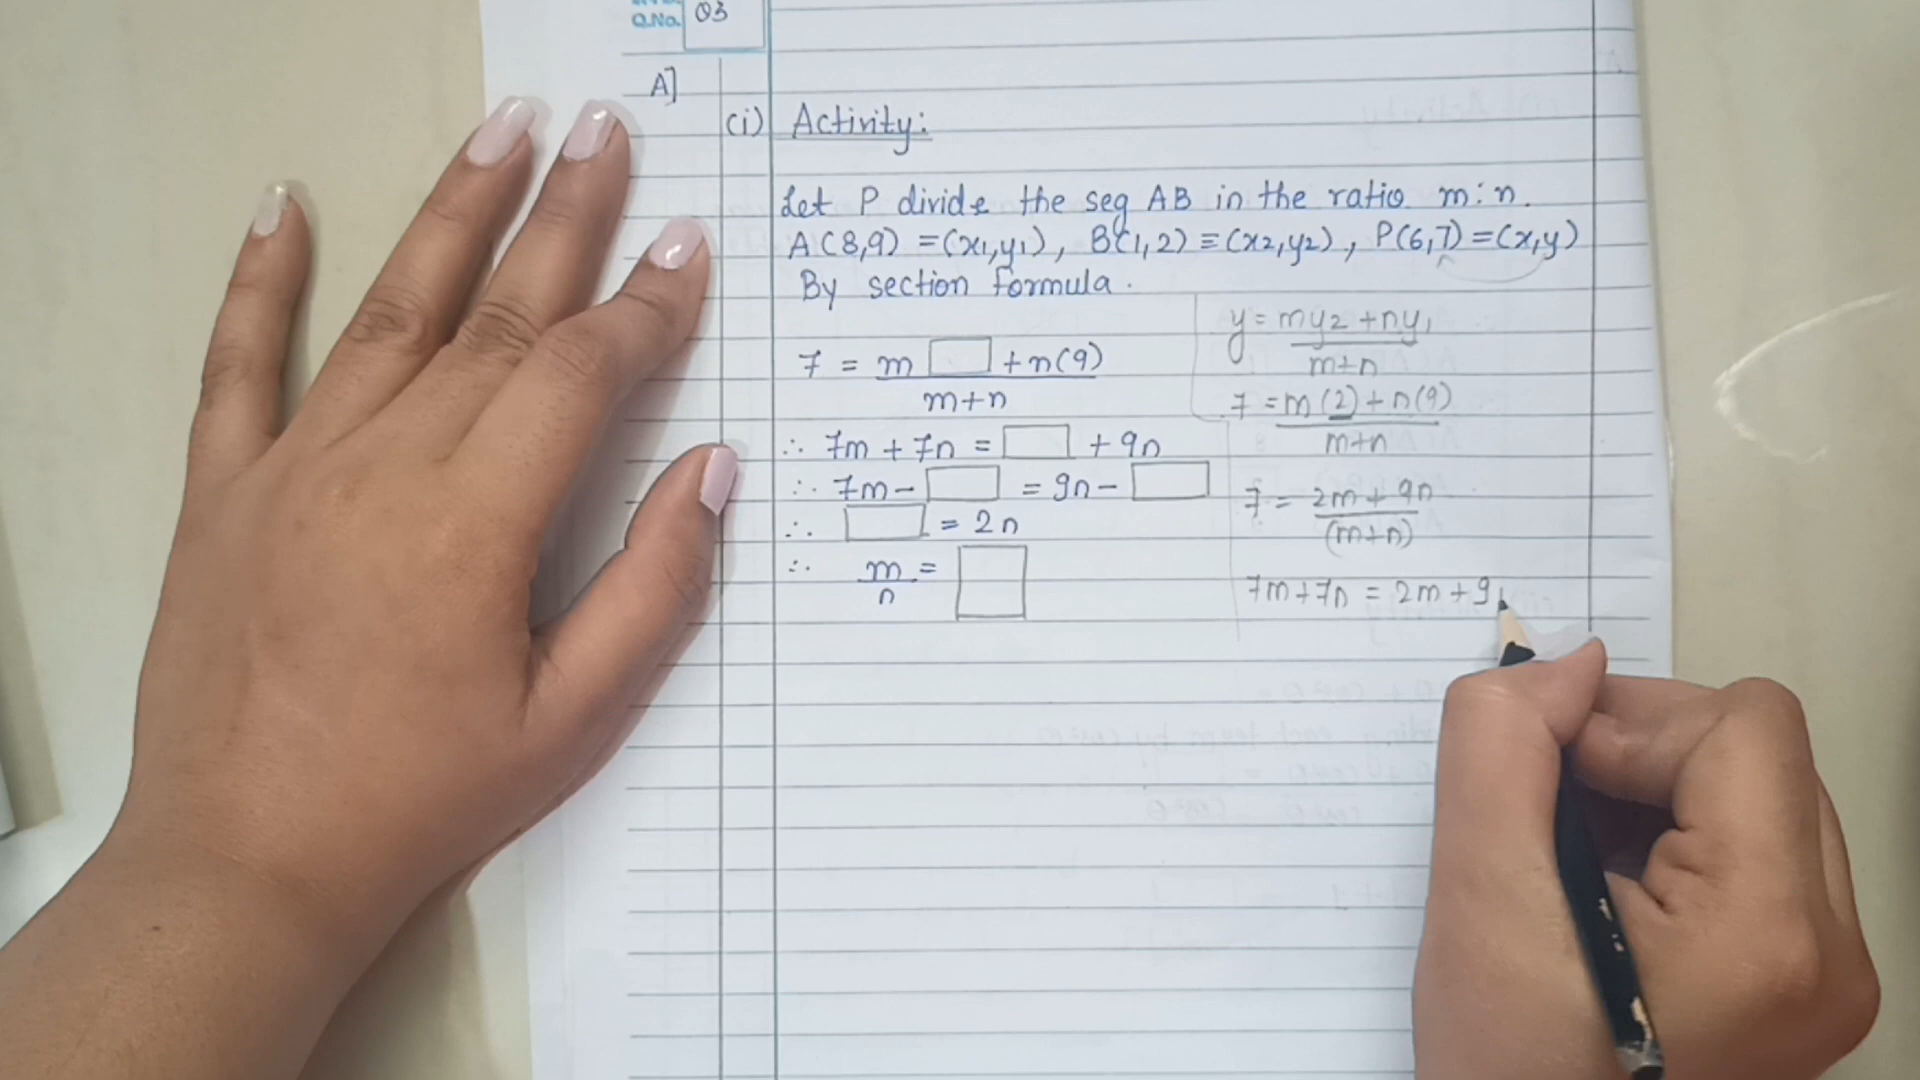 Q.No. 03
A]
(i) Activity:
Let P divide the seg AB in the ratio m:n.
A(8,9) = (x₁,y₁), B(1,2) ≡ (x₂,y₂), P(6,7) = (x,y)
By section formula.
7 = m □ + n(9)
m+n
∴ 7m + 7n = □ + 9n
∴ 7m - □ = 9n - □
∴ □ = 2n
∴ m/n = □
y = my₂ + ny₁
m+n
7 = m(2) + n(9)
m+n
7 = 2m + 9n
(m+n)
7m+7n = 2m + 9